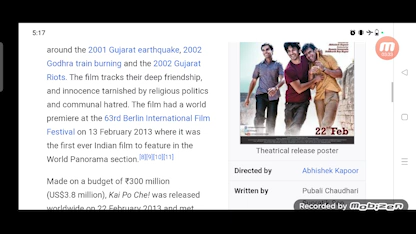 5:17
around the 2001 Gujarat earthquake, 2002
Godhra train burning and the 2002 Gujarat
Riots. The film tracks their deep friendship,
and innocence tarnished by religious politics
and communal hatred. The film had a world
premiere at the 63rd Berlin International Film
Festival on 13 February 2013 where it was
the first ever Indian film to feature in the
World Panorama section.[8][9][10][11]
Made on a budget of ₹300 million
(US$3.8 million), Kai Po Che! was released
worldwide on 22 February 2013 and met
22nd Feb
Theatrical release poster
Directed by Abhishek Kapoor
Written by Pubali Chaudhari
Recorded by Mobizen